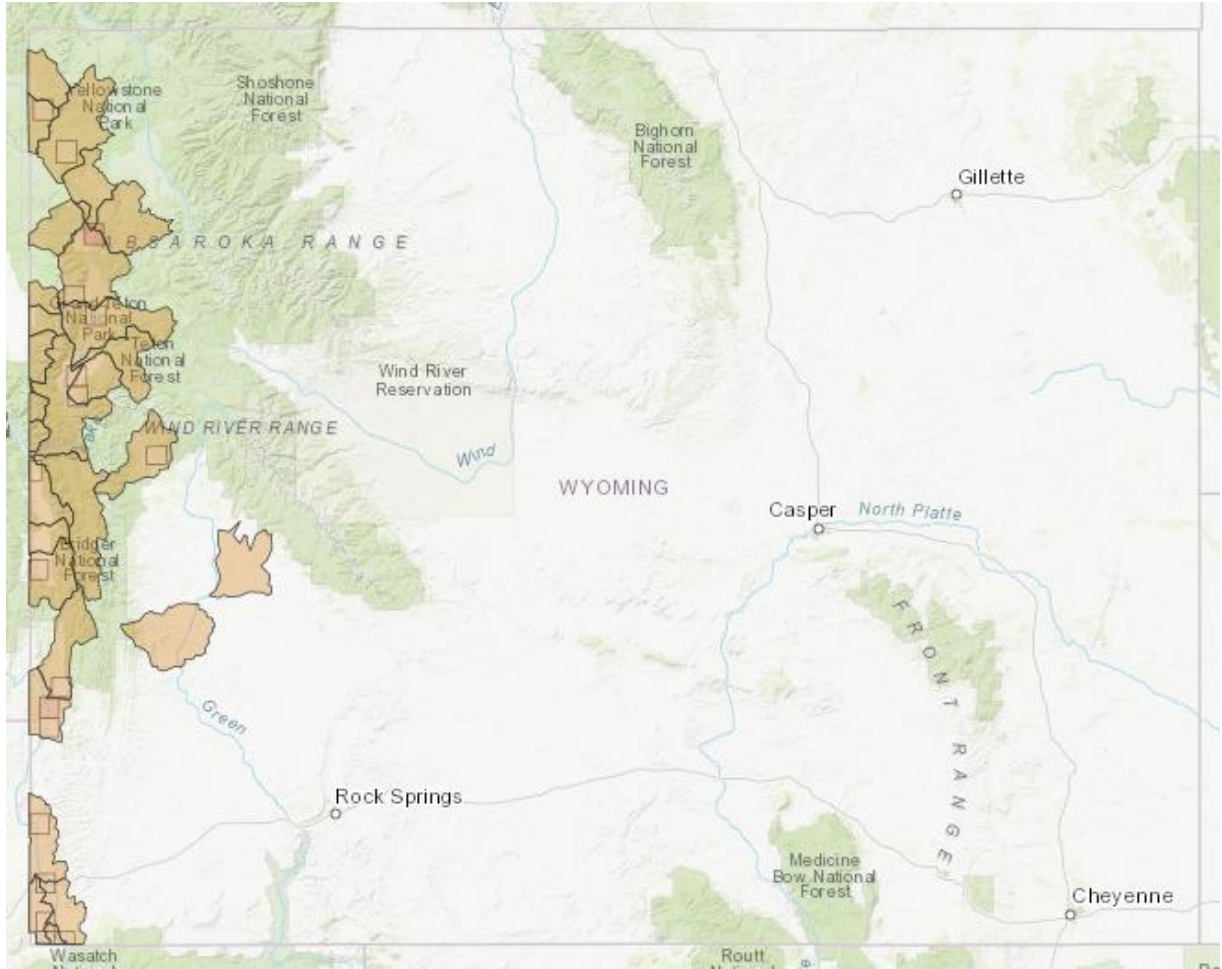 Yellowstone
National
Park
Shoshone
National
Forest
Bighorn
National
Forest
Gillette
ABSAROKA RANGE
Grand Teton
National
Park
Teton
National
Forest
Wind River
Reservation
WIND RIVER RANGE
Wind
WYOMING
Casper
North Platte
Bridger
National
Forest
FRONT RANGE
Green
Rock Springs
Medicine
Bow National
Forest
Cheyenne
Wasatch
Routt